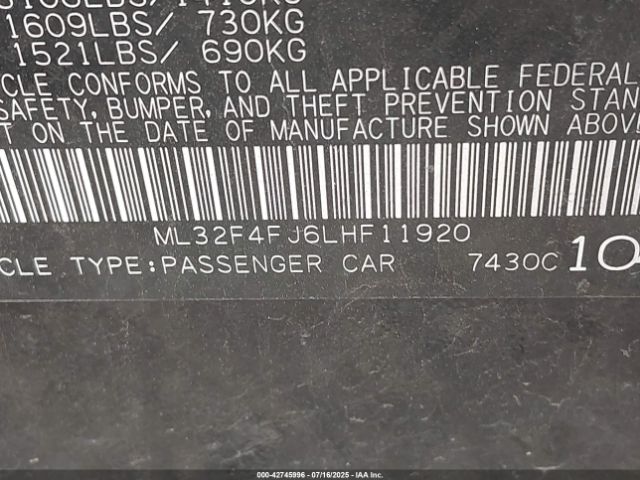 1609LBS/ 730KG
1521LBS/ 690KG
CLE CONFORMS TO ALL APPLICABLE FEDERAL
SAFETY, BUMPER, AND THEFT PREVENTION STAN
T ON THE DATE OF MANUFACTURE SHOWN ABOVE
ML32F4FJ6LHF11920
CLE TYPE:PASSENGER CAR 7430C 10
000-42745996 - 07/16/2025 - IAA Inc.